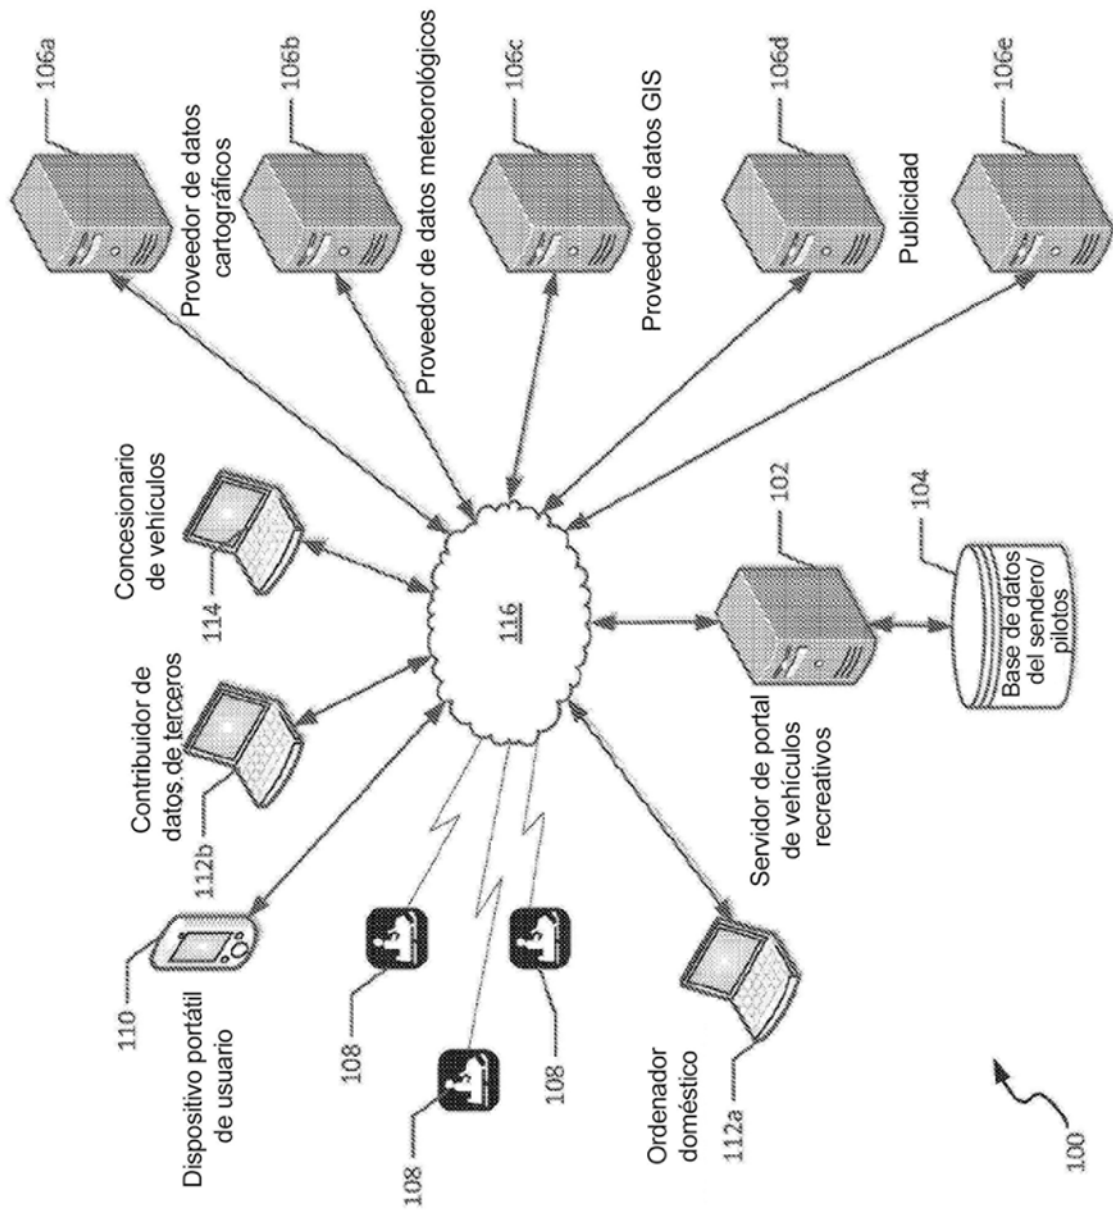 110
Dispositivo portátil
de usuario
Contribuidor de
datos de terceros
112b
Concesionario
de vehículos
114
106a
Proveedor de datos
cartográficos
106b
Proveedor de datos meteorológicos
106c
Proveedor de datos GIS
106d
Publicidad
106e
108
108
108
116
Ordenador
doméstico
112a
Servidor de portal
de vehículos
recreativos
102
104
Base de datos
del sendero/
pilotos
100